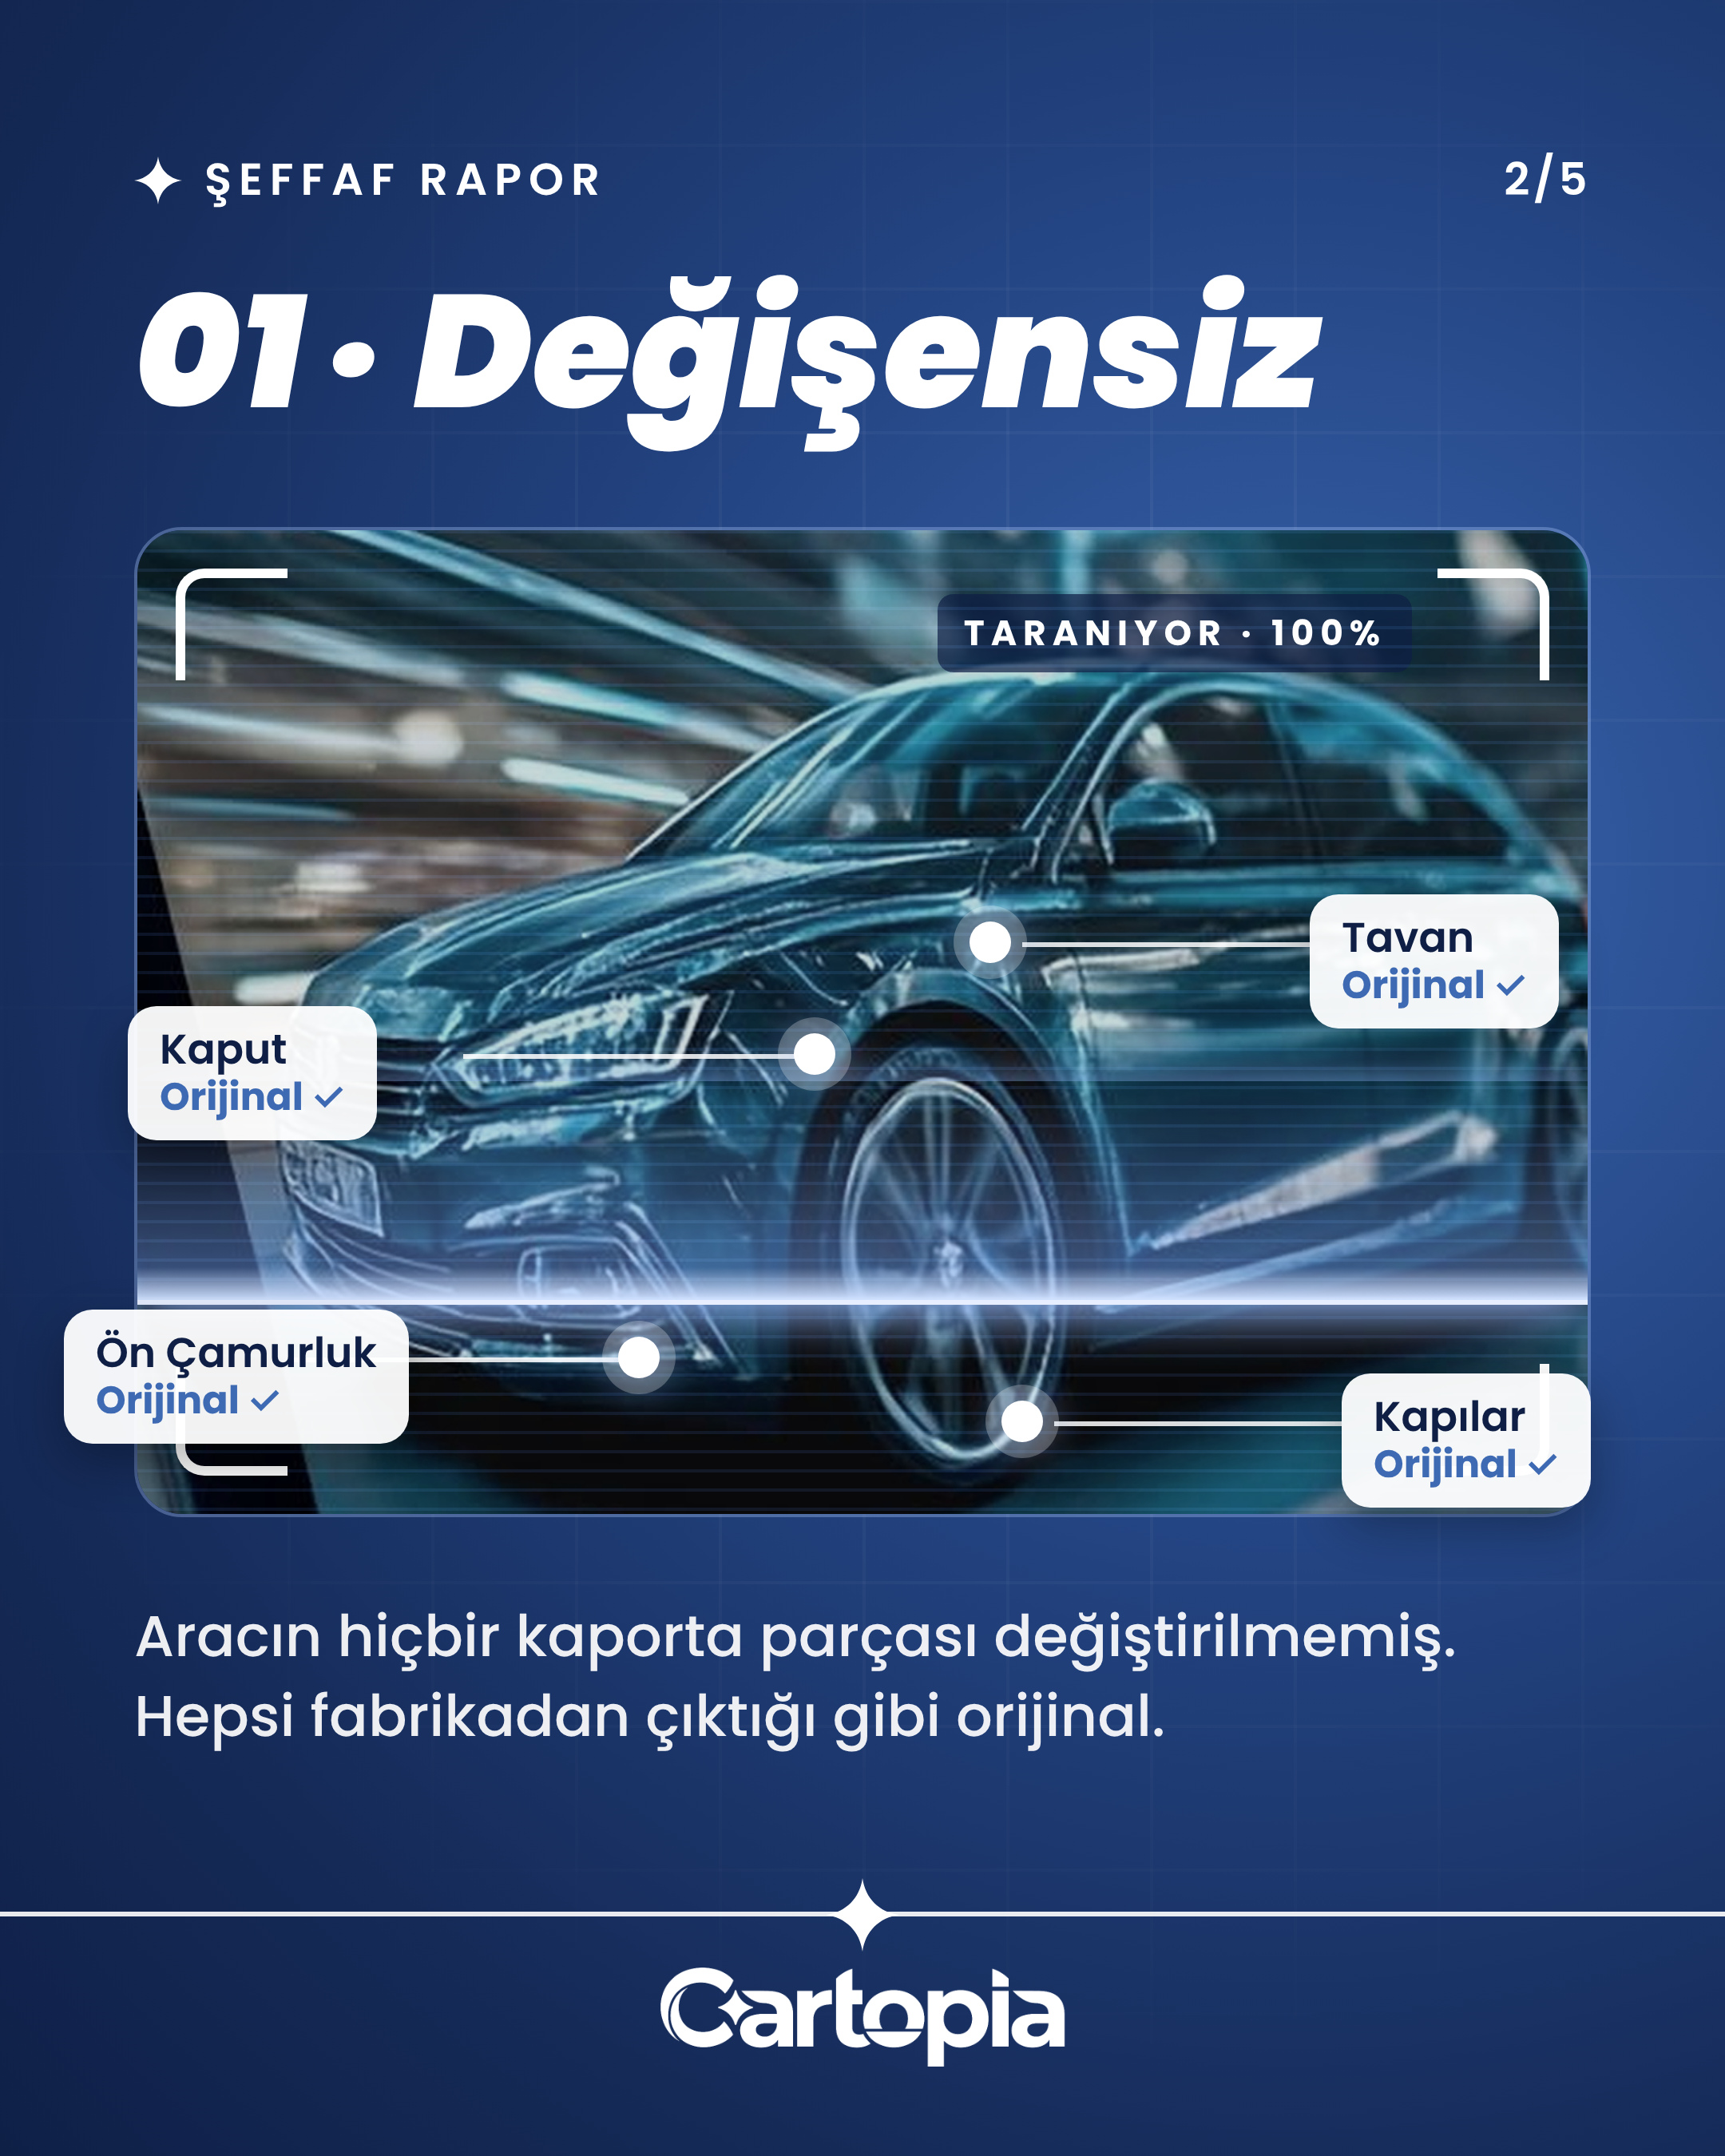 ŞEFFAF RAPOR
2/5
01· Değişensiz
TARANIYOR · 100%
Tavan
Orijinal ✓
Kaput
Orijinal ✓
Ön Çamurluk
Orijinal ✓
Kapılar
Orijinal ✓
Aracın hiçbir kaporta parçası değiştirilmemiş.
Hepsi fabrikadan çıktığı gibi orijinal.
Cartopia